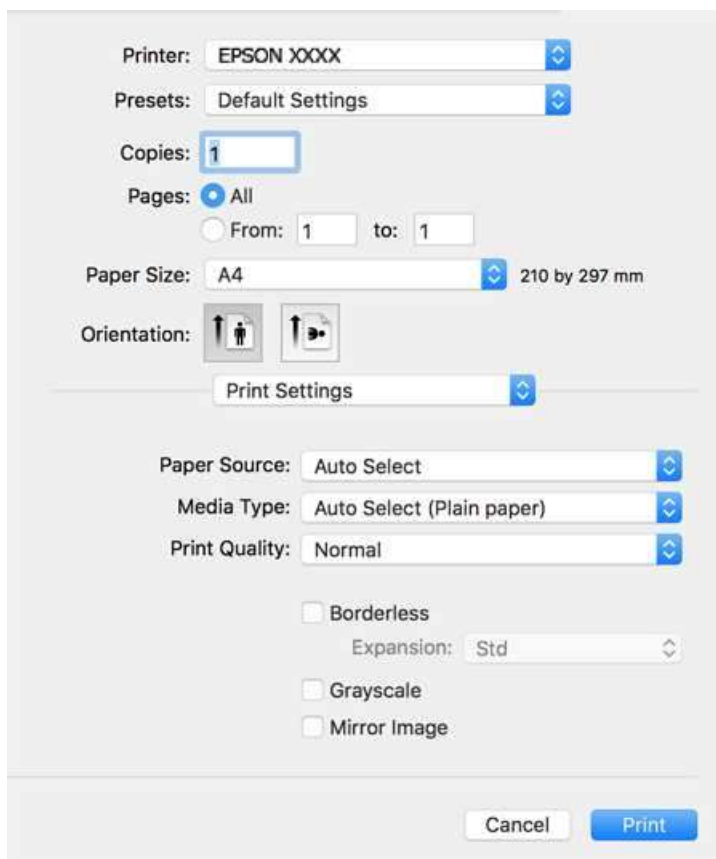 Printer: EPSON XXXX
Presets: Default Settings
Copies: 1
Pages: All
From: 1 to: 1
Paper Size: A4 210 by 297 mm
Orientation:
Print Settings
Paper Source: Auto Select
Media Type: Auto Select (Plain paper)
Print Quality: Normal
Borderless
Expansion: Std
Grayscale
Mirror Image
Cancel Print